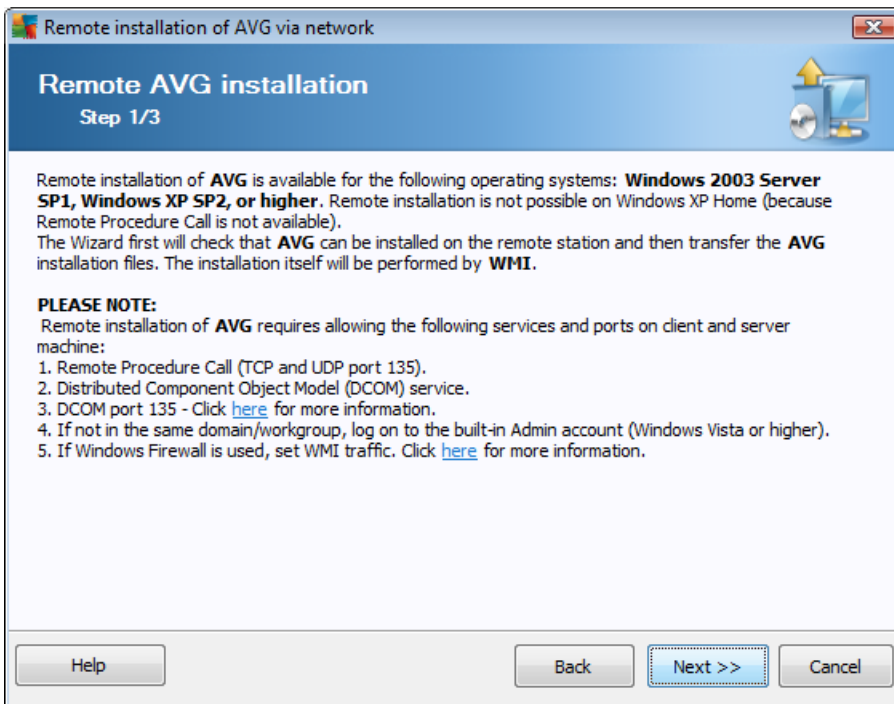 Remote installation of AVG via network
Remote AVG installation
Step 1/3
Remote installation of AVG is available for the following operating systems: Windows 2003 Server
SP1, Windows XP SP2, or higher. Remote installation is not possible on Windows XP Home (because
Remote Procedure Call is not available).
The Wizard first will check that AVG can be installed on the remote station and then transfer the AVG
installation files. The installation itself will be performed by WMI.
PLEASE NOTE:
Remote installation of AVG requires allowing the following services and ports on client and server
machine:
1. Remote Procedure Call (TCP and UDP port 135).
2. Distributed Component Object Model (DCOM) service.
3. DCOM port 135 - Click here for more information.
4. If not in the same domain/workgroup, log on to the built-in Admin account (Windows Vista or higher).
5. If Windows Firewall is used, set WMI traffic. Click here for more information.
Help
Back
Next >>
Cancel